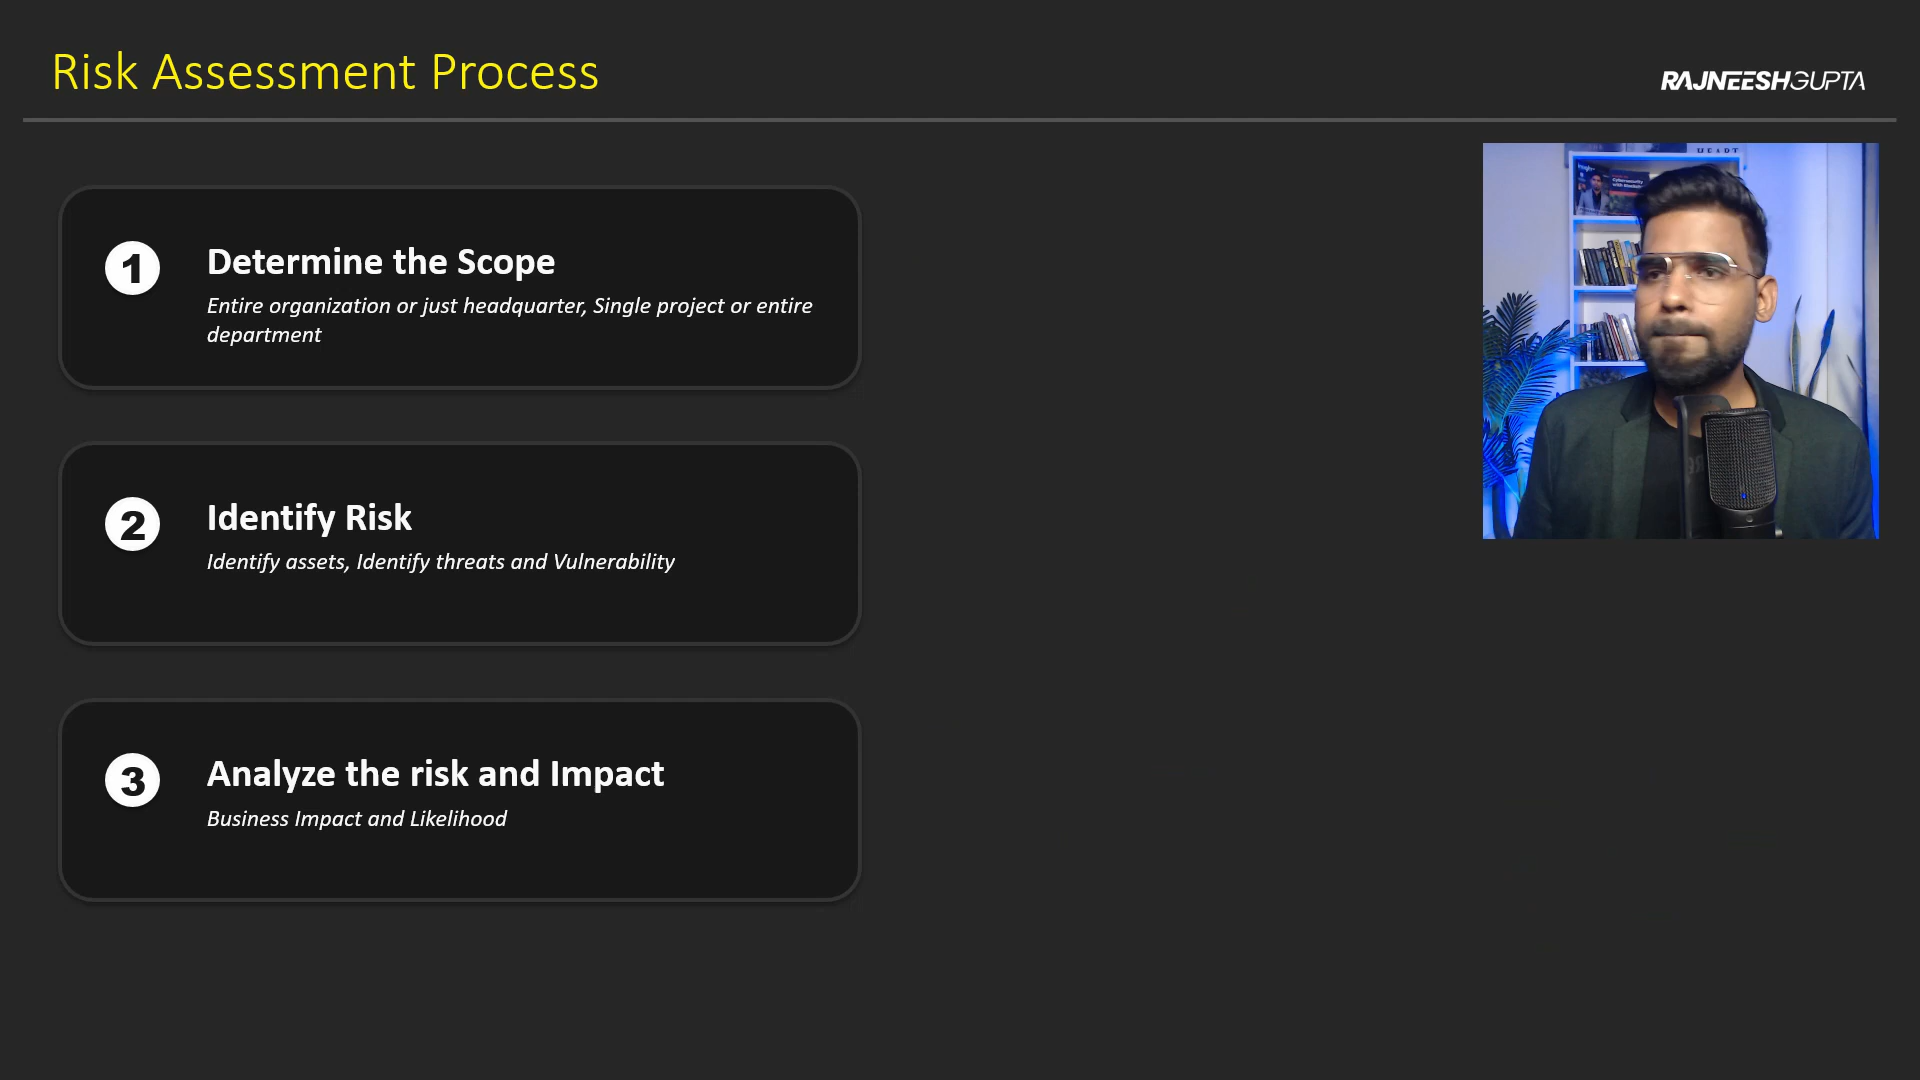 Risk Assessment Process
RAJNEESHGUPTA
HEART
1
Determine the Scope
Entire organization or just headquarter, Single project or entire
department
2
Identify Risk
Identify assets, Identify threats and Vulnerability
3
Analyze the risk and Impact
Business Impact and Likelihood